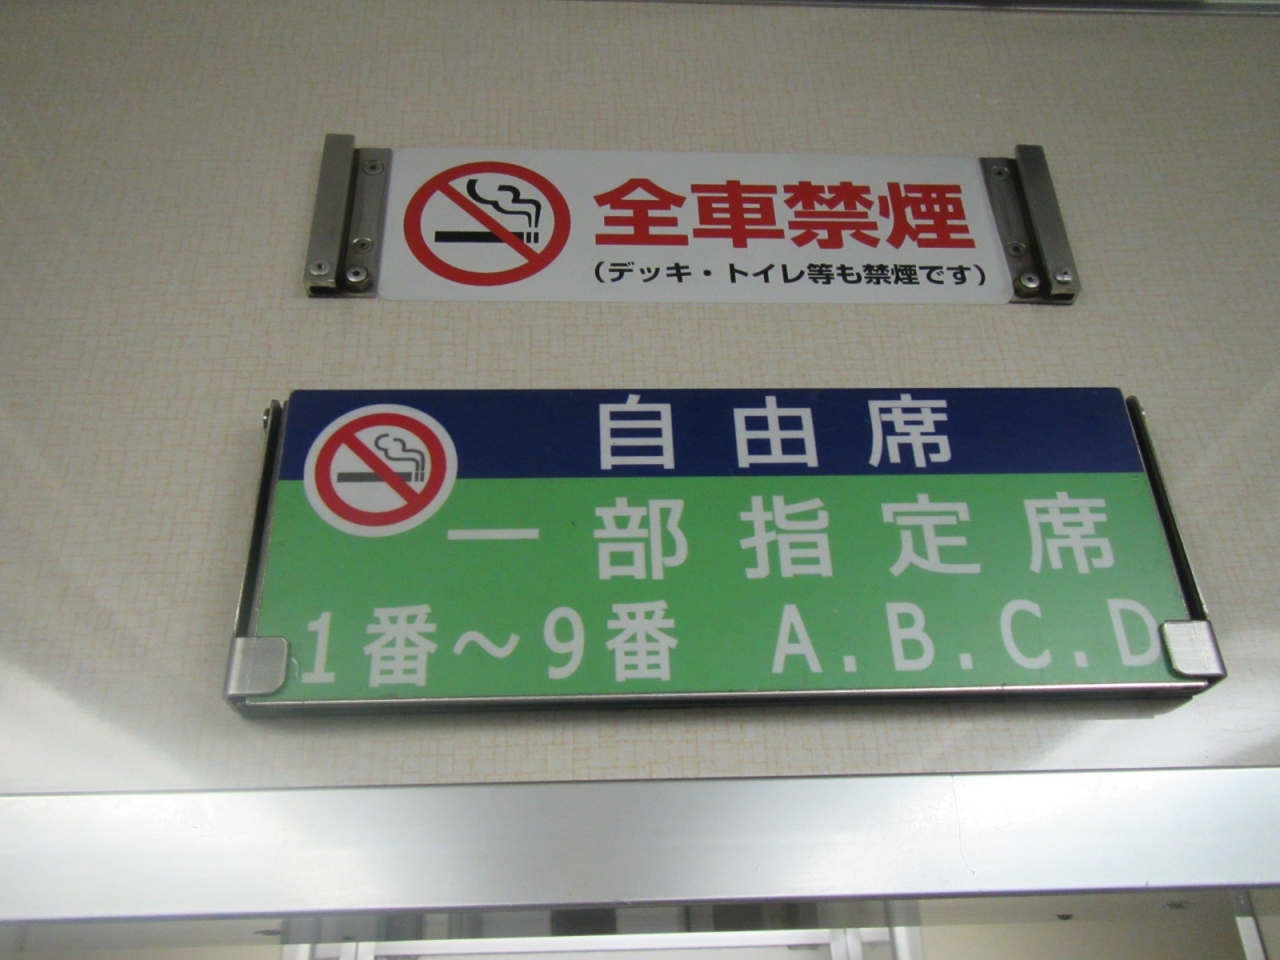 全車禁煙
(デッキ・トイレ等も禁煙です)
自由席
一部指定席
1番～9番 A.B.C.D